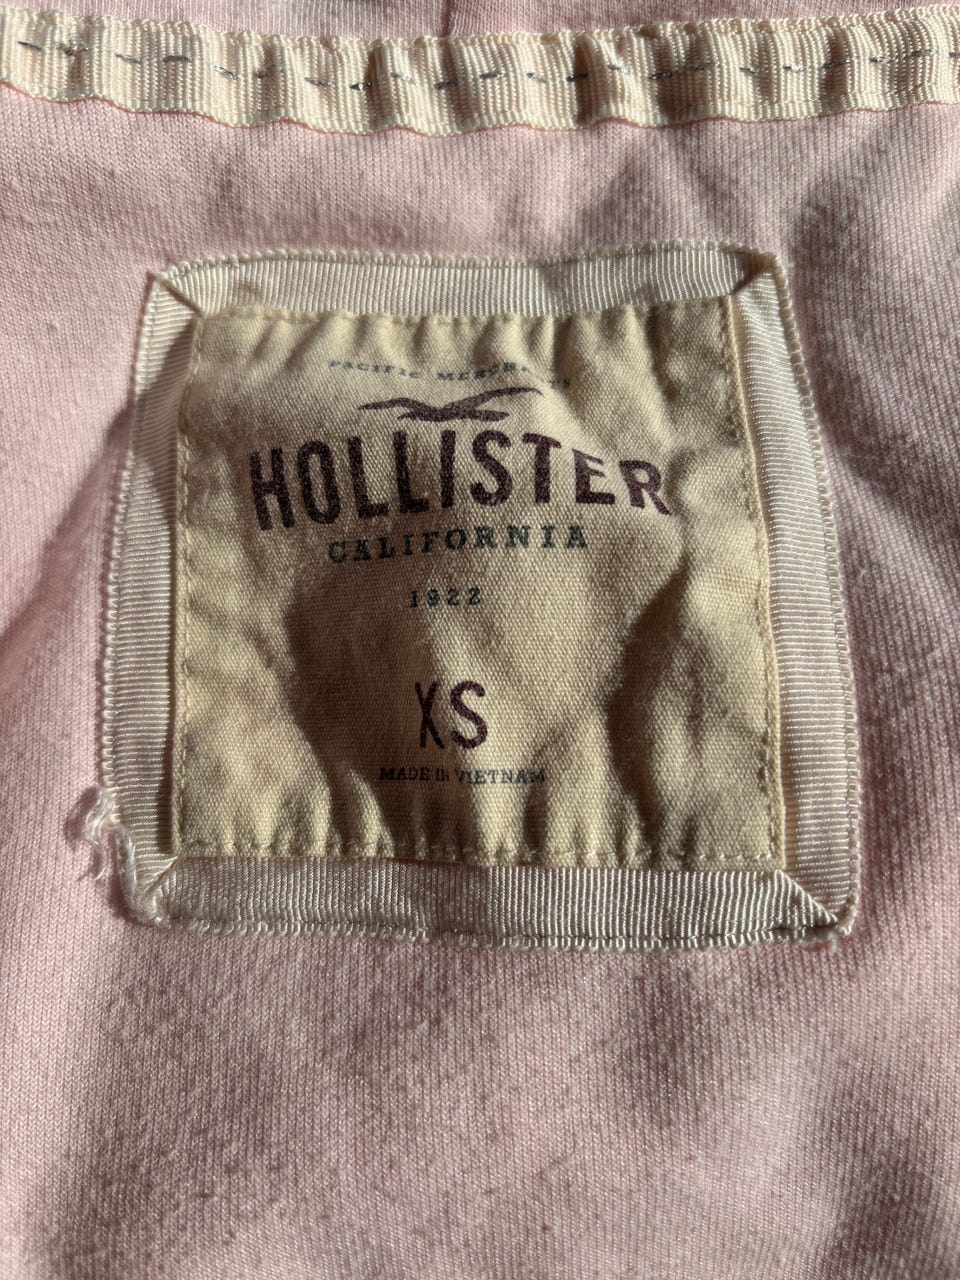 PACIFIC MERCHANTS
HOLLISTER
CALIFORNIA
1922
XS
MADE IN VIETNAM